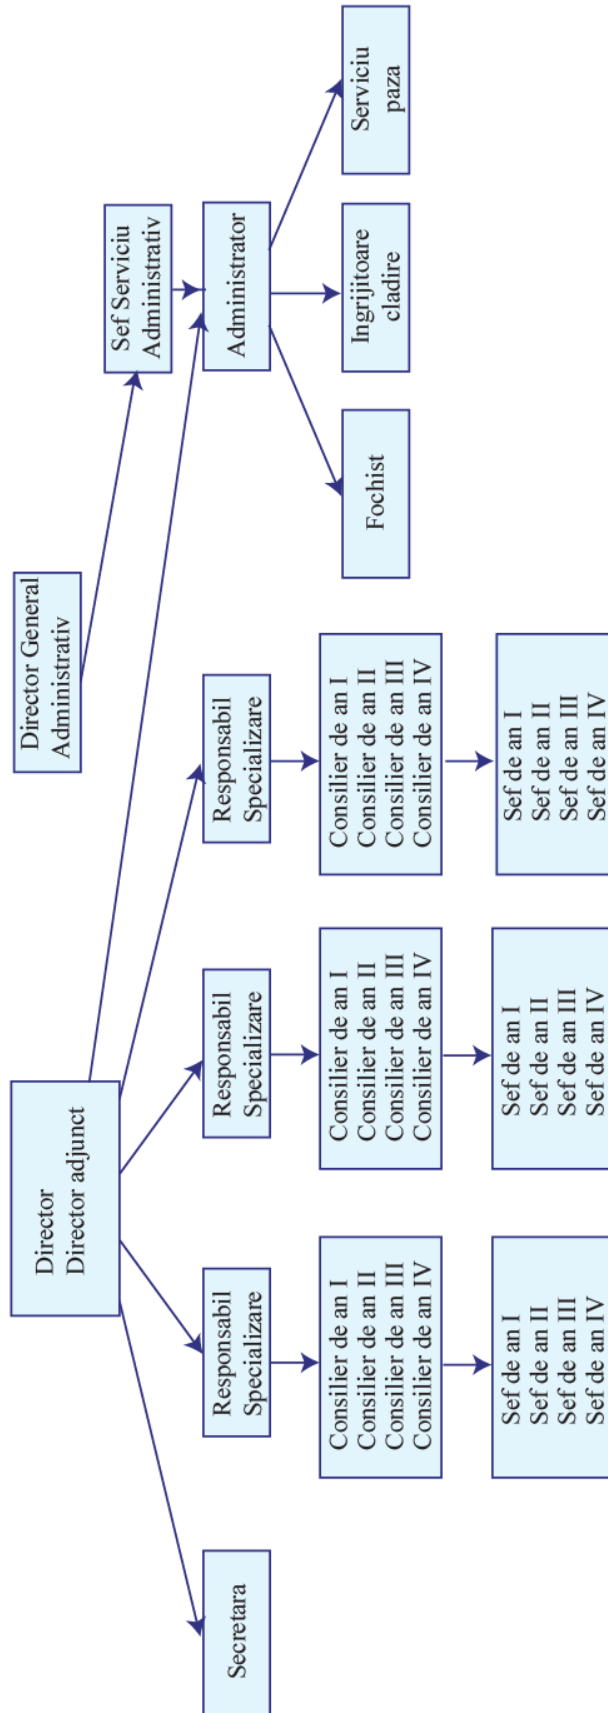 Director General
Administrativ
Director
Director adjunct
Sef Serviciu
Administrativ
Secretara
Responsabil
Specializare
Responsabil
Specializare
Responsabil
Specializare
Administrator
Consilier de an I
Consilier de an II
Consilier de an III
Consilier de an IV
Consilier de an I
Consilier de an II
Consilier de an III
Consilier de an IV
Consilier de an I
Consilier de an II
Consilier de an III
Consilier de an IV
Fochist
Ingrijitoare
cladire
Serviciu
paza
Sef de an I
Sef de an II
Sef de an III
Sef de an IV
Sef de an I
Sef de an II
Sef de an III
Sef de an IV
Sef de an I
Sef de an II
Sef de an III
Sef de an IV